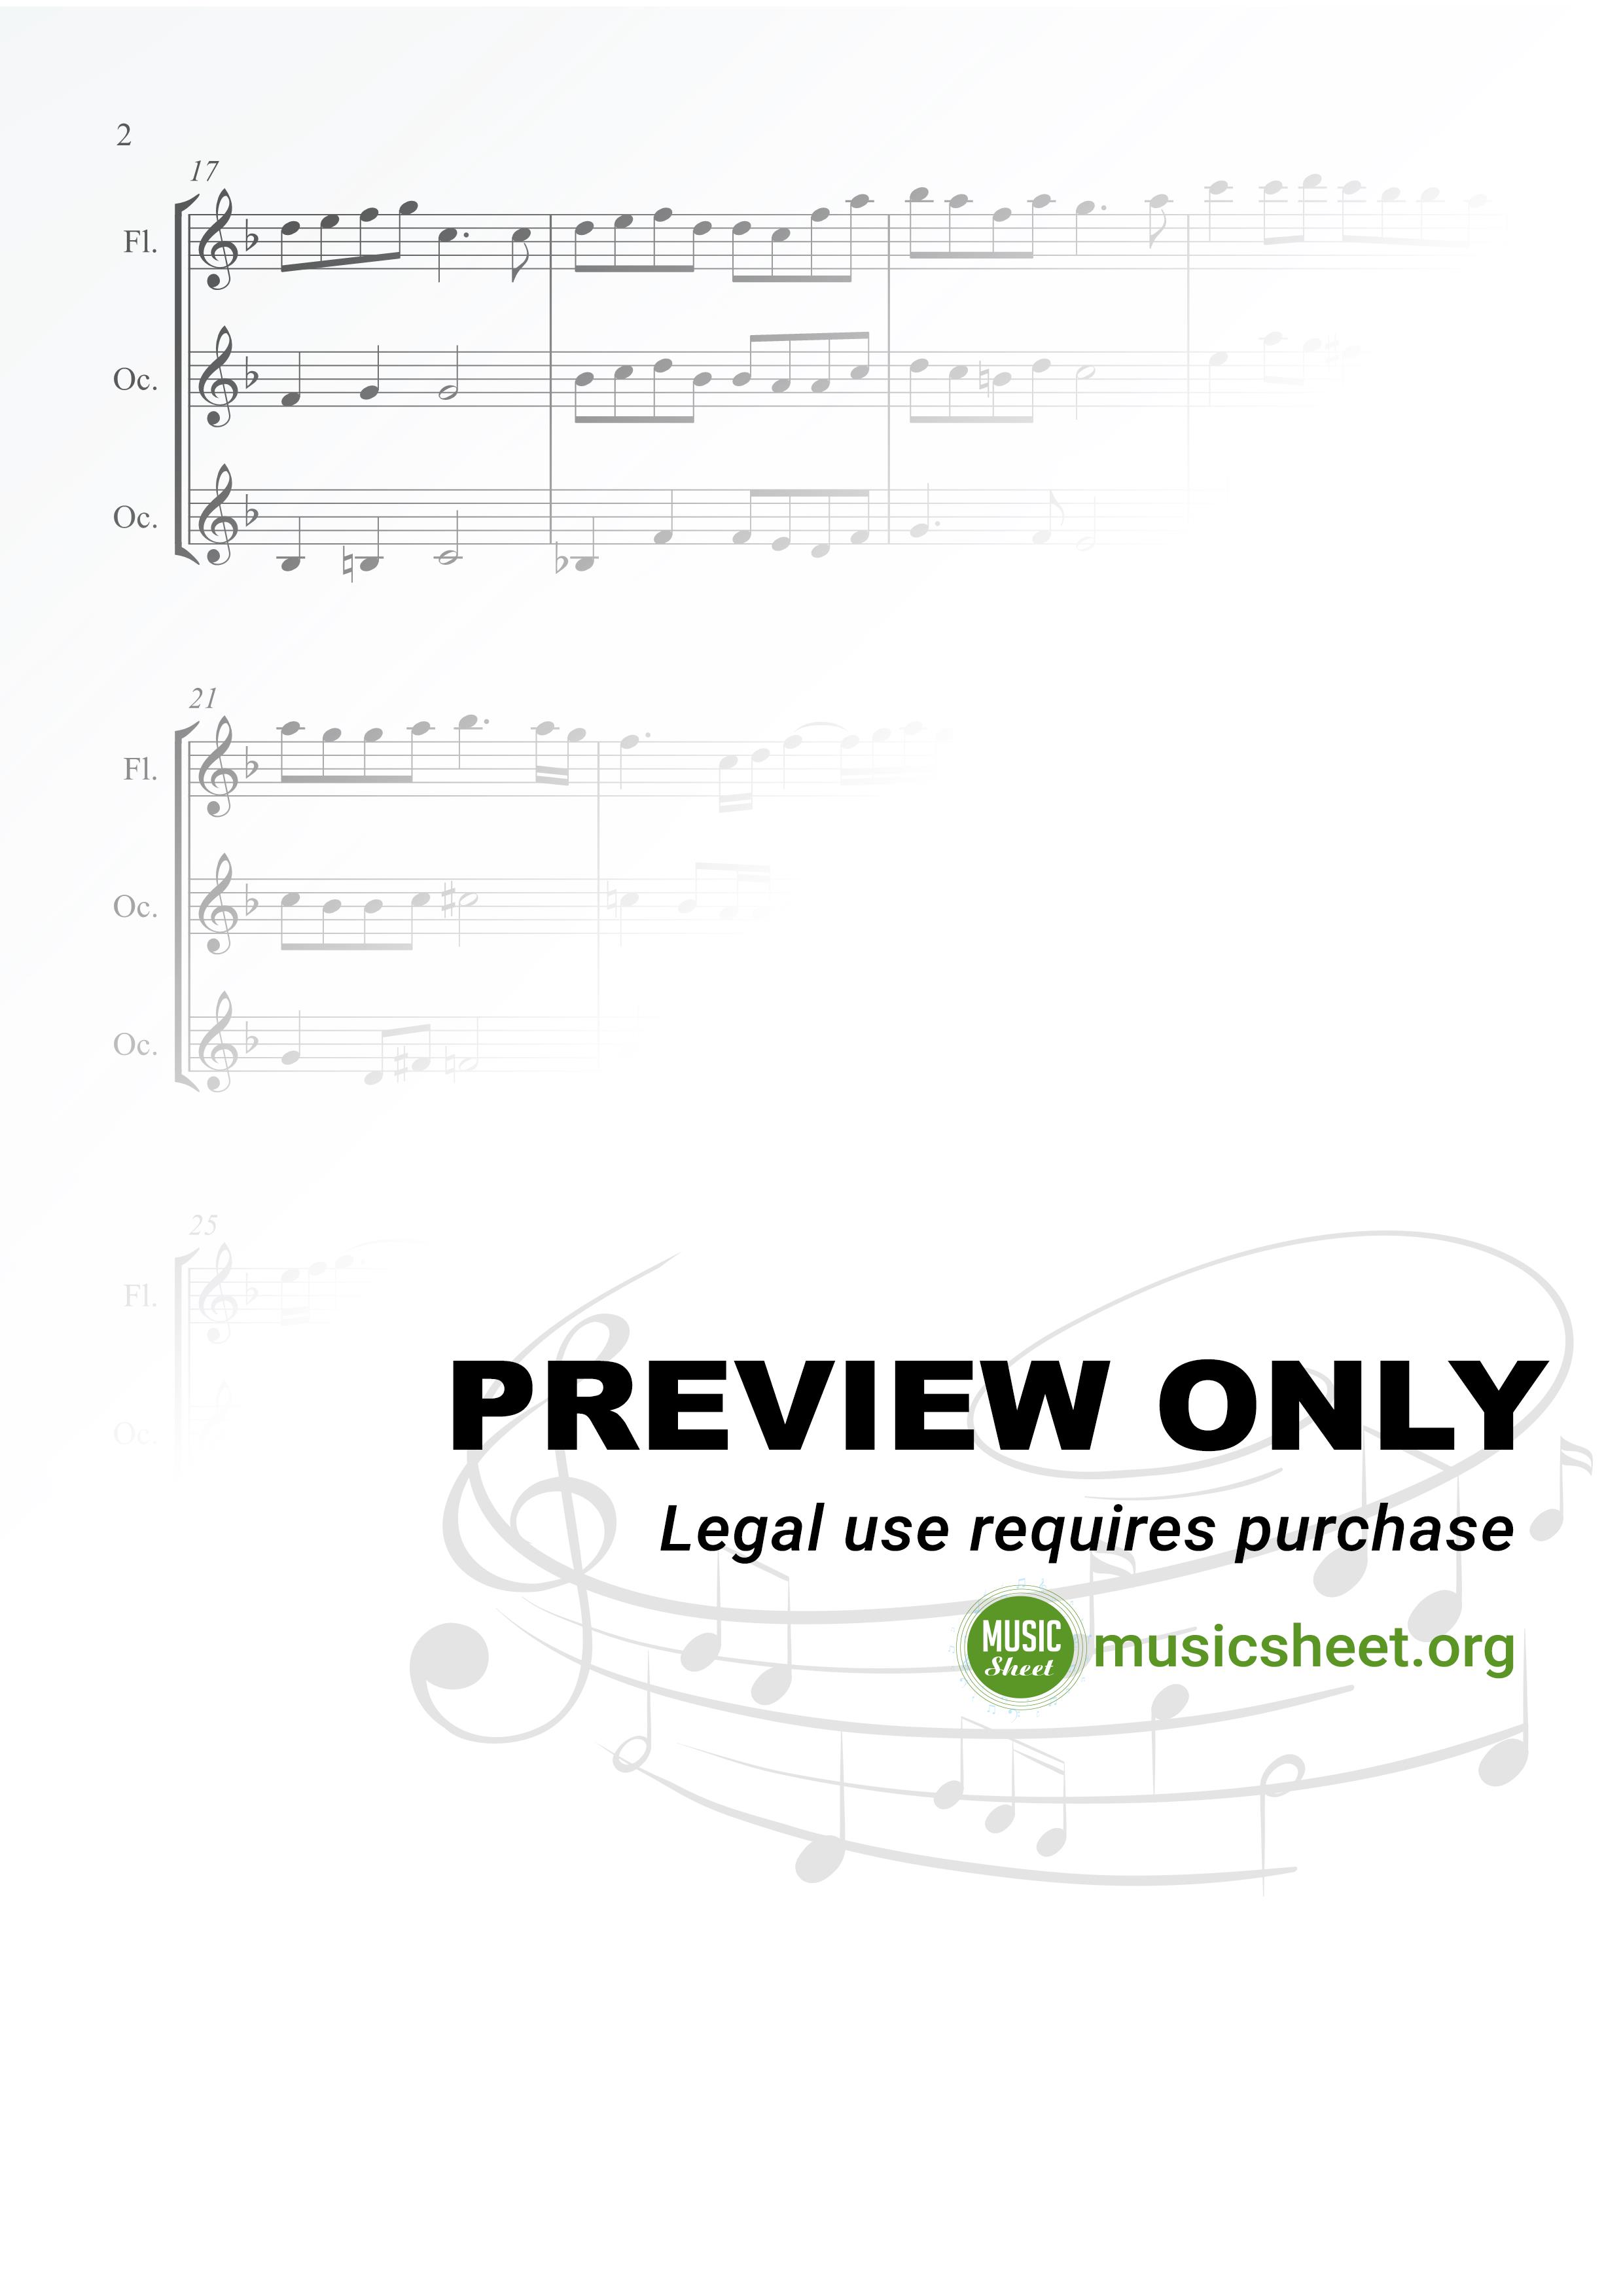 2
17
Fl.
Oc.
Oc.
21
Fl.
Oc.
Oc.
25
Fl.
Oc.
PREVIEW ONLY
Legal use requires purchase
MUSIC
Sheet
musicsheet.org